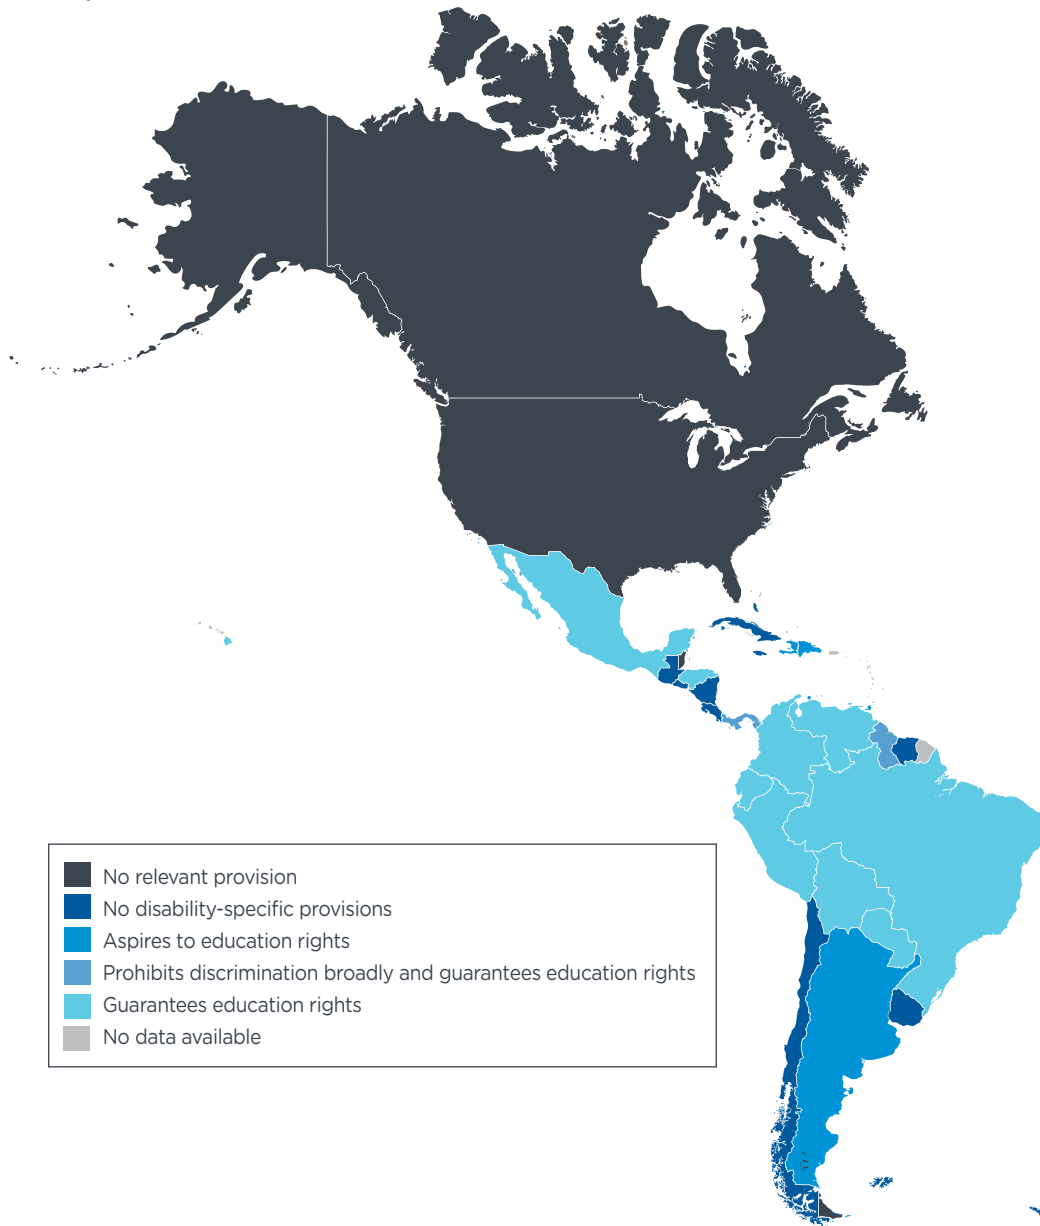 No relevant provision
No disability-specific provisions
Aspires to education rights
Prohibits discrimination broadly and guarantees education rights
Guarantees education rights
No data available